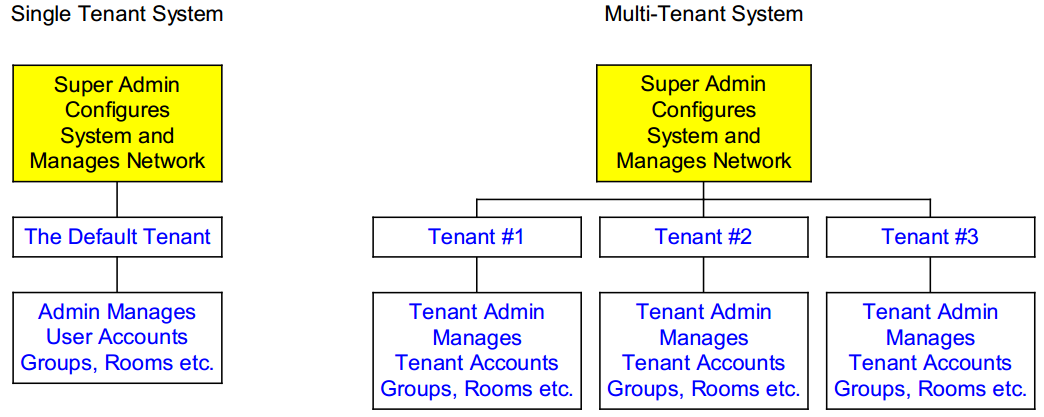 Single Tenant System
Multi-Tenant System
Super Admin
Configures
System and
Manages Network
The Default Tenant
Admin Manages
User Accounts
Groups, Rooms etc.
Super Admin
Configures
System and
Manages Network
Tenant #1
Tenant #2
Tenant #3
Tenant Admin
Manages
Tenant Accounts
Groups, Rooms etc.
Tenant Admin
Manages
Tenant Accounts
Groups, Rooms etc.
Tenant Admin
Manages
Tenant Accounts
Groups, Rooms etc.